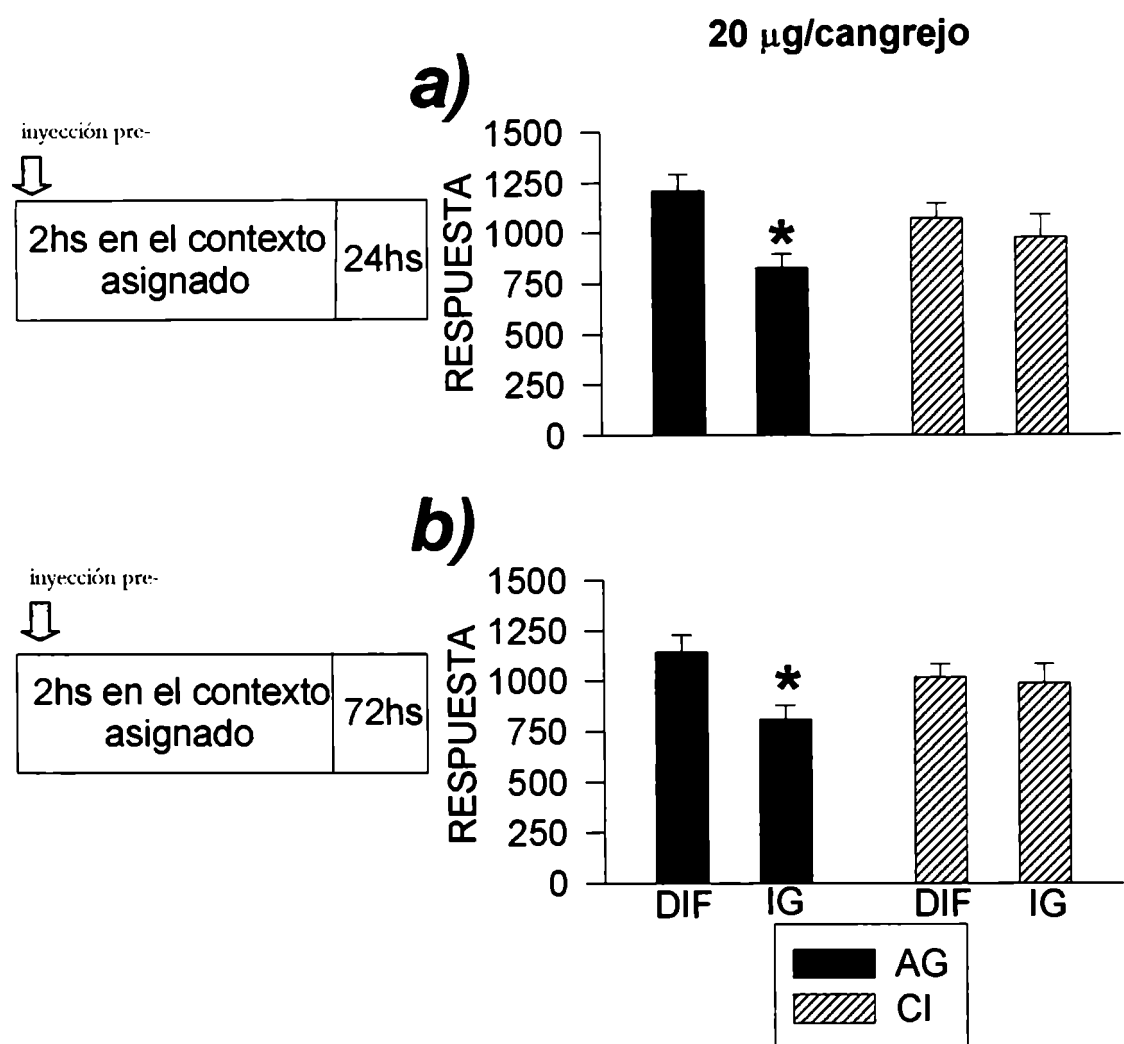 20 µg/cangrejo
a)
inyección pre-
2hs en el contexto
asignado
24hs
RESPUESTA
1500
1250
1000
750
500
250
0
*
b)
inyección pre-
2hs en el contexto
asignado
72hs
RESPUESTA
1500
1250
1000
750
500
250
0
*
DIF IG DIF IG
AG
CI